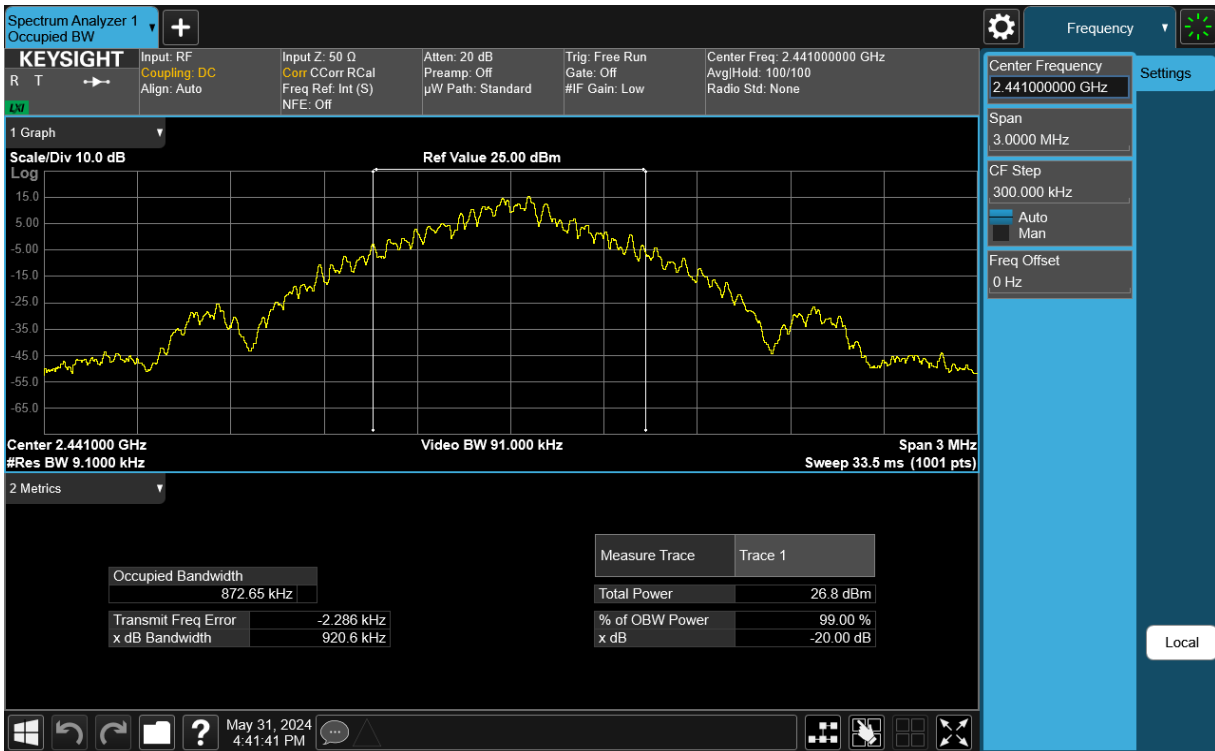 Spectrum Analyzer 1
Occupied BW
Frequency
KEYSIGHT
R T
LXI
Input: RF
Coupling: DC
Align: Auto
Input Z: 50 Ω
Corr CCorr RCal
Freq Ref: Int (S)
NFE: Off
Atten: 20 dB
Preamp: Off
µW Path: Standard
Trig: Free Run
Gate: Off
#IF Gain: Low
Center Freq: 2.441000000 GHz
Avg|Hold: 100/100
Radio Std: None
Center Frequency
2.441000000 GHz
Settings
Span
3.0000 MHz
CF Step
300.000 kHz
Auto
Man
Freq Offset
0 Hz
Local
1 Graph
Scale/Div 10.0 dB
Ref Value 25.00 dBm
Log
15.0
5.00
-5.00
-15.0
-25.0
-35.0
-45.0
-55.0
-65.0
Center 2.441000 GHz
Video BW 91.000 kHz
Span 3 MHz
#Res BW 9.1000 kHz
Sweep 33.5 ms (1001 pts)
2 Metrics
Measure Trace Trace 1
Occupied Bandwidth
872.65 kHz
Total Power 26.8 dBm
Transmit Freq Error -2.286 kHz
% of OBW Power 99.00 %
x dB Bandwidth 920.6 kHz
x dB -20.00 dB
?
May 31, 2024
4:41:41 PM